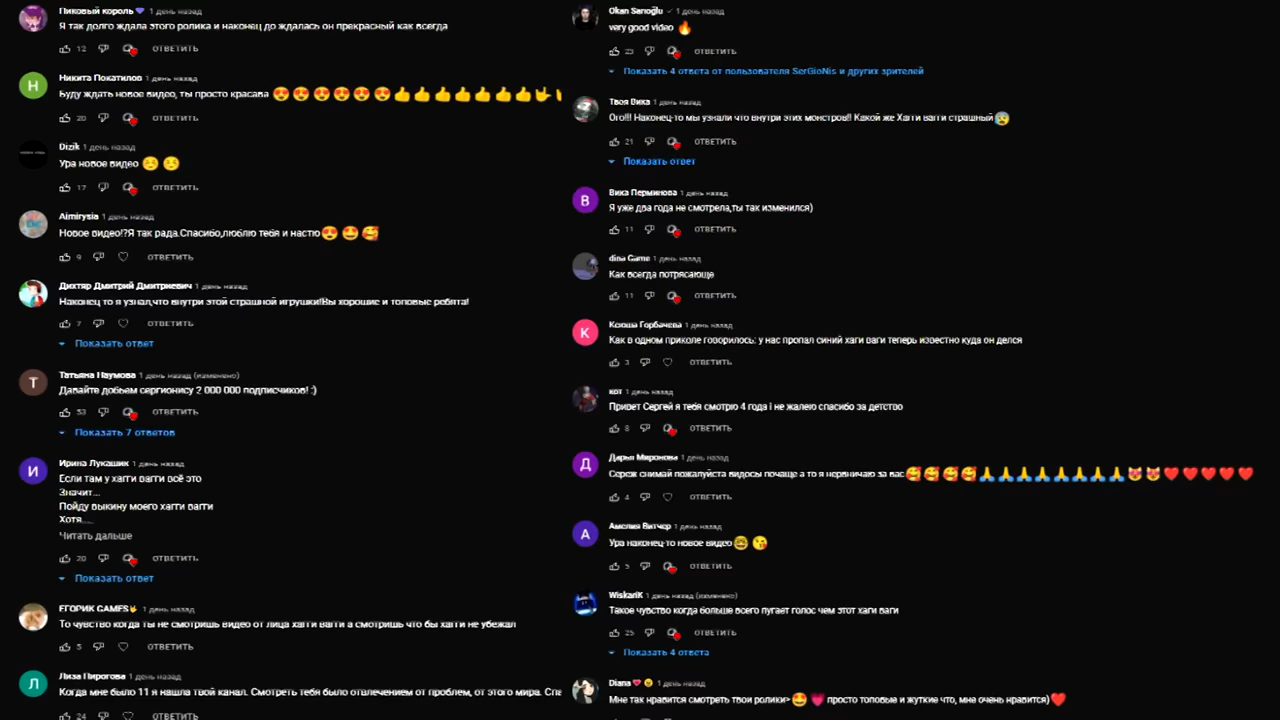 Пиковый король 💜 1 день назад
Я так долго ждала этого ролика и наконец до ждалась он прекрасный как всегда
12 ОТВЕТИТЬ
Н
Никита Покатилов 1 день назад
Буду ждать новое видео, ты просто красава 😍😍😍😍😍😍👍👍👍👍👍👍👍🤟
20 ОТВЕТИТЬ
Dizik 1 день назад
Ура новое видео ☺️ ☺️
17 ОТВЕТИТЬ
Aimirysia 1 день назад
Новое видео!?Я так рада.Спасибо,люблю тебя и настю😍 🤩 🥰
9 ОТВЕТИТЬ
Дихтяр Дмитрий Дмитриевич 1 день назад
Наконец то я узнал,что внутри этой страшной игрушки!Вы хорошие и топовые ребята!
7 ОТВЕТИТЬ
Показать ответ
Т
Татьяна Наумова 1 день назад (изменено)
Давайте добьем сергионису 2 000 000 подписчиков! :)
53 ОТВЕТИТЬ
Показать 7 ответов
И
Ирина Лукашик 1 день назад
Если там у хагги вагги всё это
Значит...
Пойду выкину моего хагги вагги
Хотя....
Читать дальше
20 ОТВЕТИТЬ
Показать ответ
ЕГОРИК GAMES🤟 1 день назад
То чувство когда ты не смотришь видео от лица хагги вагги а смотришь что бы хагги не убежал
5 ОТВЕТИТЬ
Л
Лиза Пирогова 1 день назад
Когда мне было 11 я нашла твой канал. Смотреть тебя было отвлечением от проблем, от этого мира. Спа
24 ОТВЕТИТЬ
Okan Sarıoğlu ✓ 1 день назад
very good video 🔥
23 ОТВЕТИТЬ
Показать 4 ответа от пользователя SerGioNis и других зрителей
Твоя Вика 1 день назад
Ого!!! Наконец-то мы узнали что внутри этих монстров!! Какой же Хагги вагги страшный😰
21 ОТВЕТИТЬ
Показать ответ
В
Вика Перминова 1 день назад
Я уже два года не смотрела,ты так изменился)
11 ОТВЕТИТЬ
dina Game 1 день назад
Как всегда потрясающе
11 ОТВЕТИТЬ
К
Ксюша Горбачева 1 день назад
Как в одном приколе говорилось: у нас пропал синий хаги ваги теперь известно куда он делся
3 ОТВЕТИТЬ
кот 1 день назад
Привет Сергей я тебя смотрю 4 года і не жалею спасибо за детство
8 ОТВЕТИТЬ
Д
Дарья Миронова 1 день назад
Сереж снимай пожалуйста видосы почаще а то я нервничаю за вас🥰🥰🥰🥰🙏🙏🙏🙏🙏🙏🙏🙏😻😻❤️❤️❤️❤️❤️
4 ОТВЕТИТЬ
А
Амелия Витчер 1 день назад
Ура наконец-то новое видео🤓 😘
5 ОТВЕТИТЬ
WiskariK 1 день назад (изменено)
Такое чувство когда больше всего пугает голос чем этот хаги ваги
25 ОТВЕТИТЬ
Показать 4 ответа
Diana 💗 😉 1 день назад
Мне так нравится смотреть твои ролики>🤩 💗 просто топовые и жуткие что, мне очень нравится)❤️